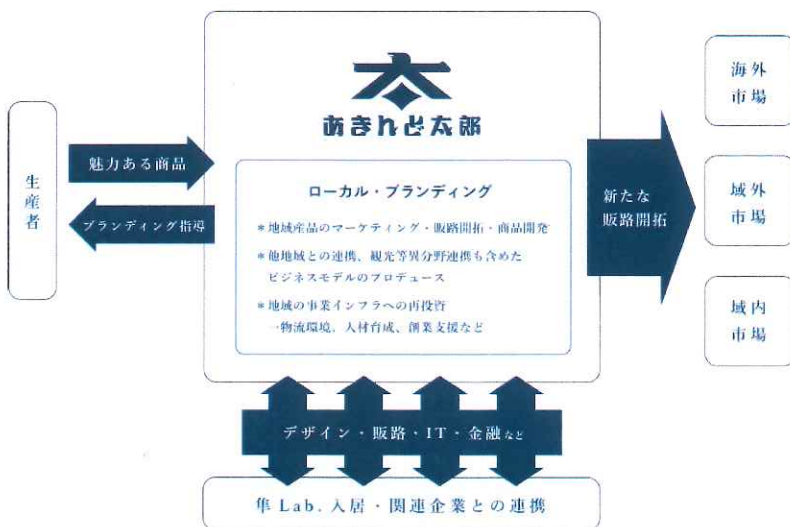 太
あきんど太郎
生産者
魅力ある商品
ブランディング指導
ローカル・ブランディング
*地域産品のマーケティング・販路開拓・商品開発
*他地域との連携、観光等異分野連携も含めた
ビジネスモデルのプロデュース
*地域の事業インフラへの再投資
―物流環境、人材育成、創業支援など
新たな
販路開拓
海外
市場
域外
市場
域内
市場
デザイン・販路・IT・金融など
隼Lab.入居・関連企業との連携